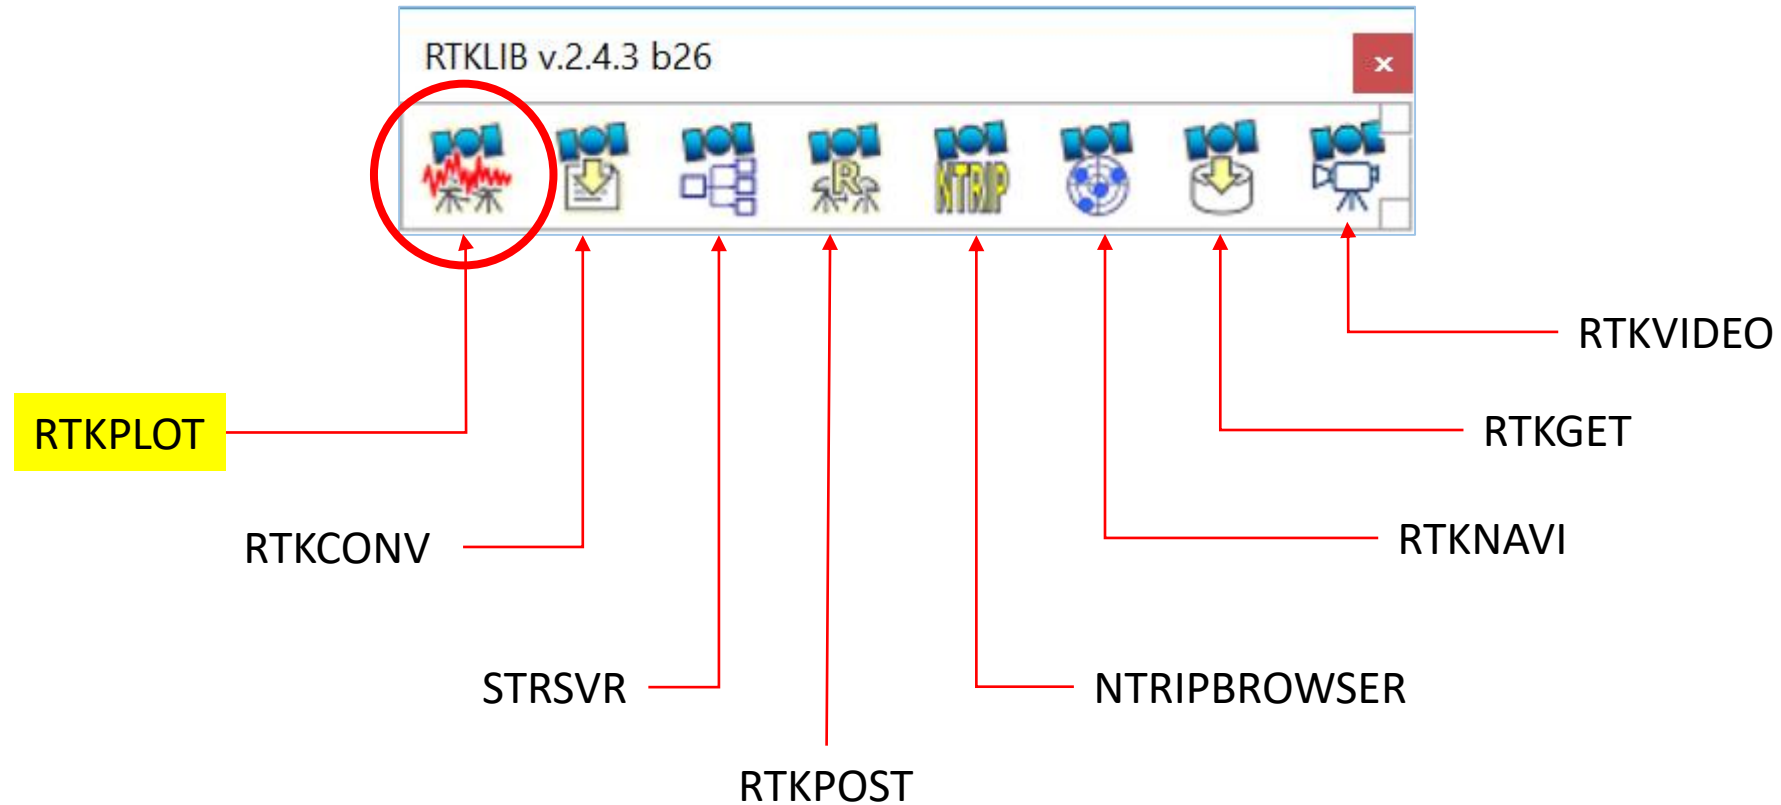 RTKLIB v.2.4.3 b26
x
R
NTRIP
RTKVIDEO
RTKPLOT
RTKGET
RTKCONV
RTKNAVI
STRSVR
NTRIPBROWSER
RTKPOST